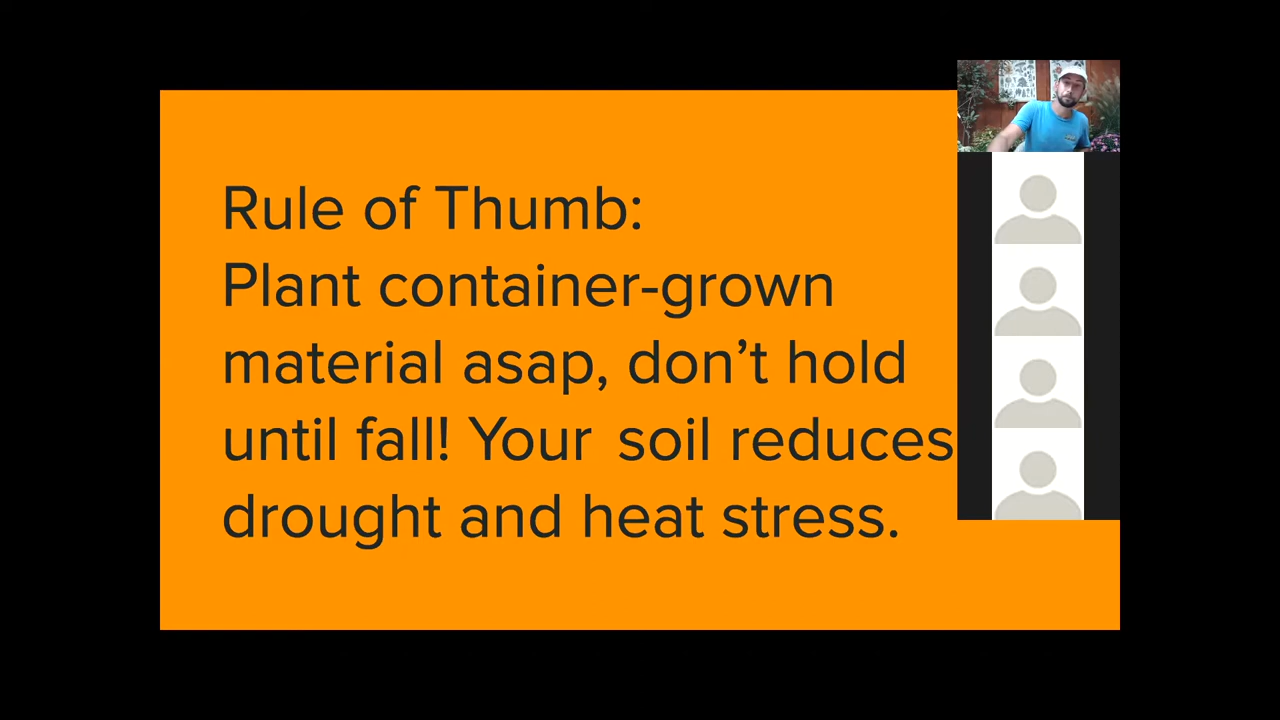 Rule of Thumb:
Plant container-grown
material asap, don’t hold
until fall! Your soil reduces
drought and heat stress.